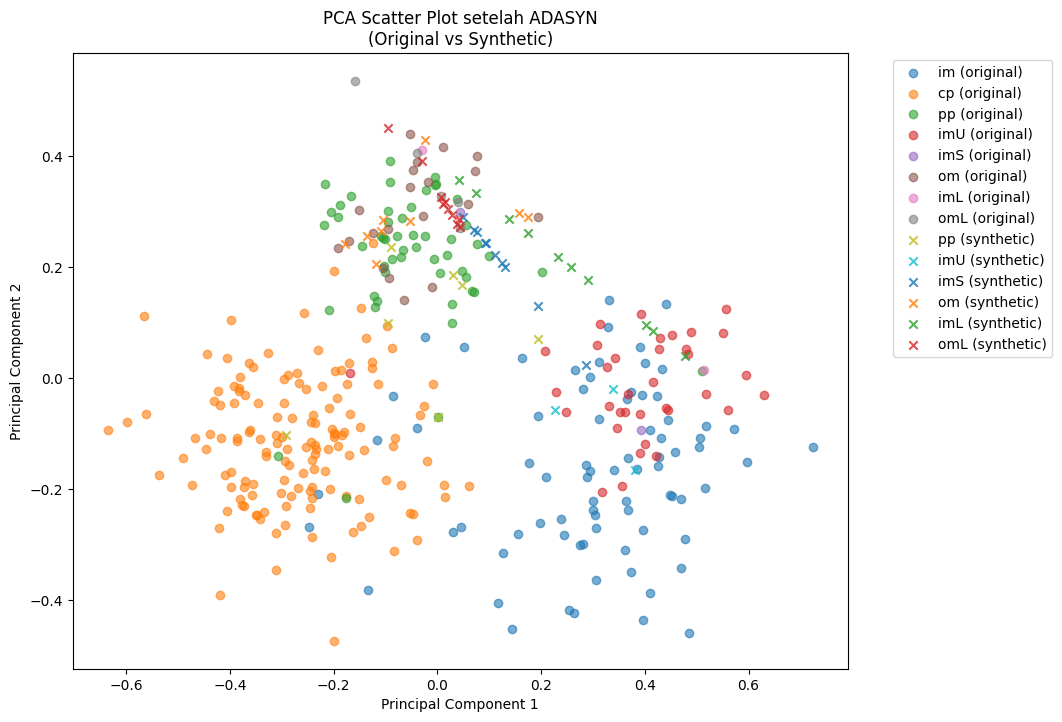 PCA Scatter Plot setelah ADASYN
(Original vs Synthetic)
im (original)
cp (original)
pp (original)
imU (original)
imS (original)
om (original)
imL (original)
omL (original)
pp (synthetic)
imU (synthetic)
imS (synthetic)
om (synthetic)
imL (synthetic)
omL (synthetic)
Principal Component 2
0.4
0.2
0.0
−0.2
−0.4
−0.6
−0.4
−0.2
0.0
0.2
0.4
0.6
Principal Component 1